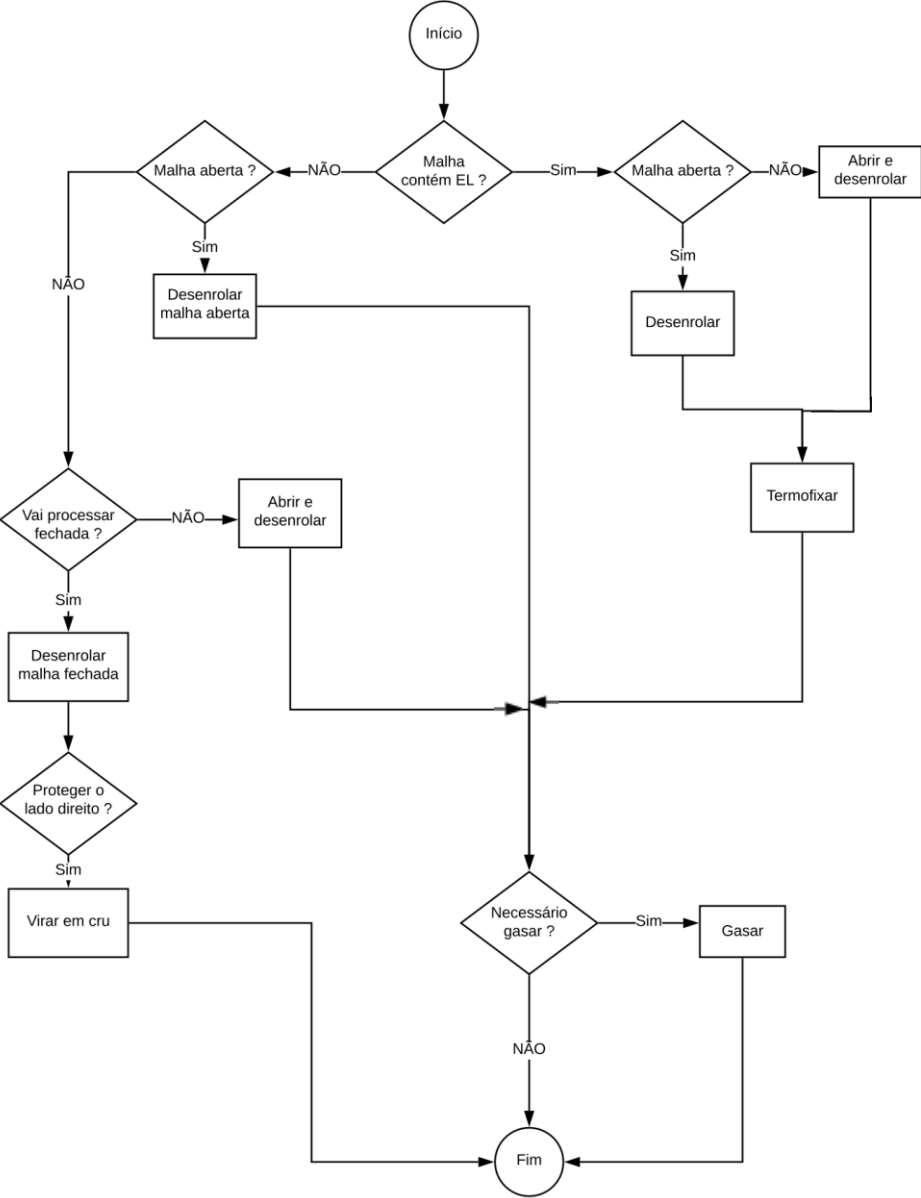 Início
Malha aberta ?
NÃO
Malha
contém EL ?
Sim
Malha aberta ?
NÃO
Abrir e
desenrolar
Sim
Sim
NÃO
Desenrolar
malha aberta
Desenrolar
Vai processar
fechada ?
NÃO
Abrir e
desenrolar
Termofixar
Sim
Desenrolar
malha fechada
Proteger o
lado direito ?
Sim
Virar em cru
Necessário
gasar ?
Sim
Gasar
NÃO
Fim